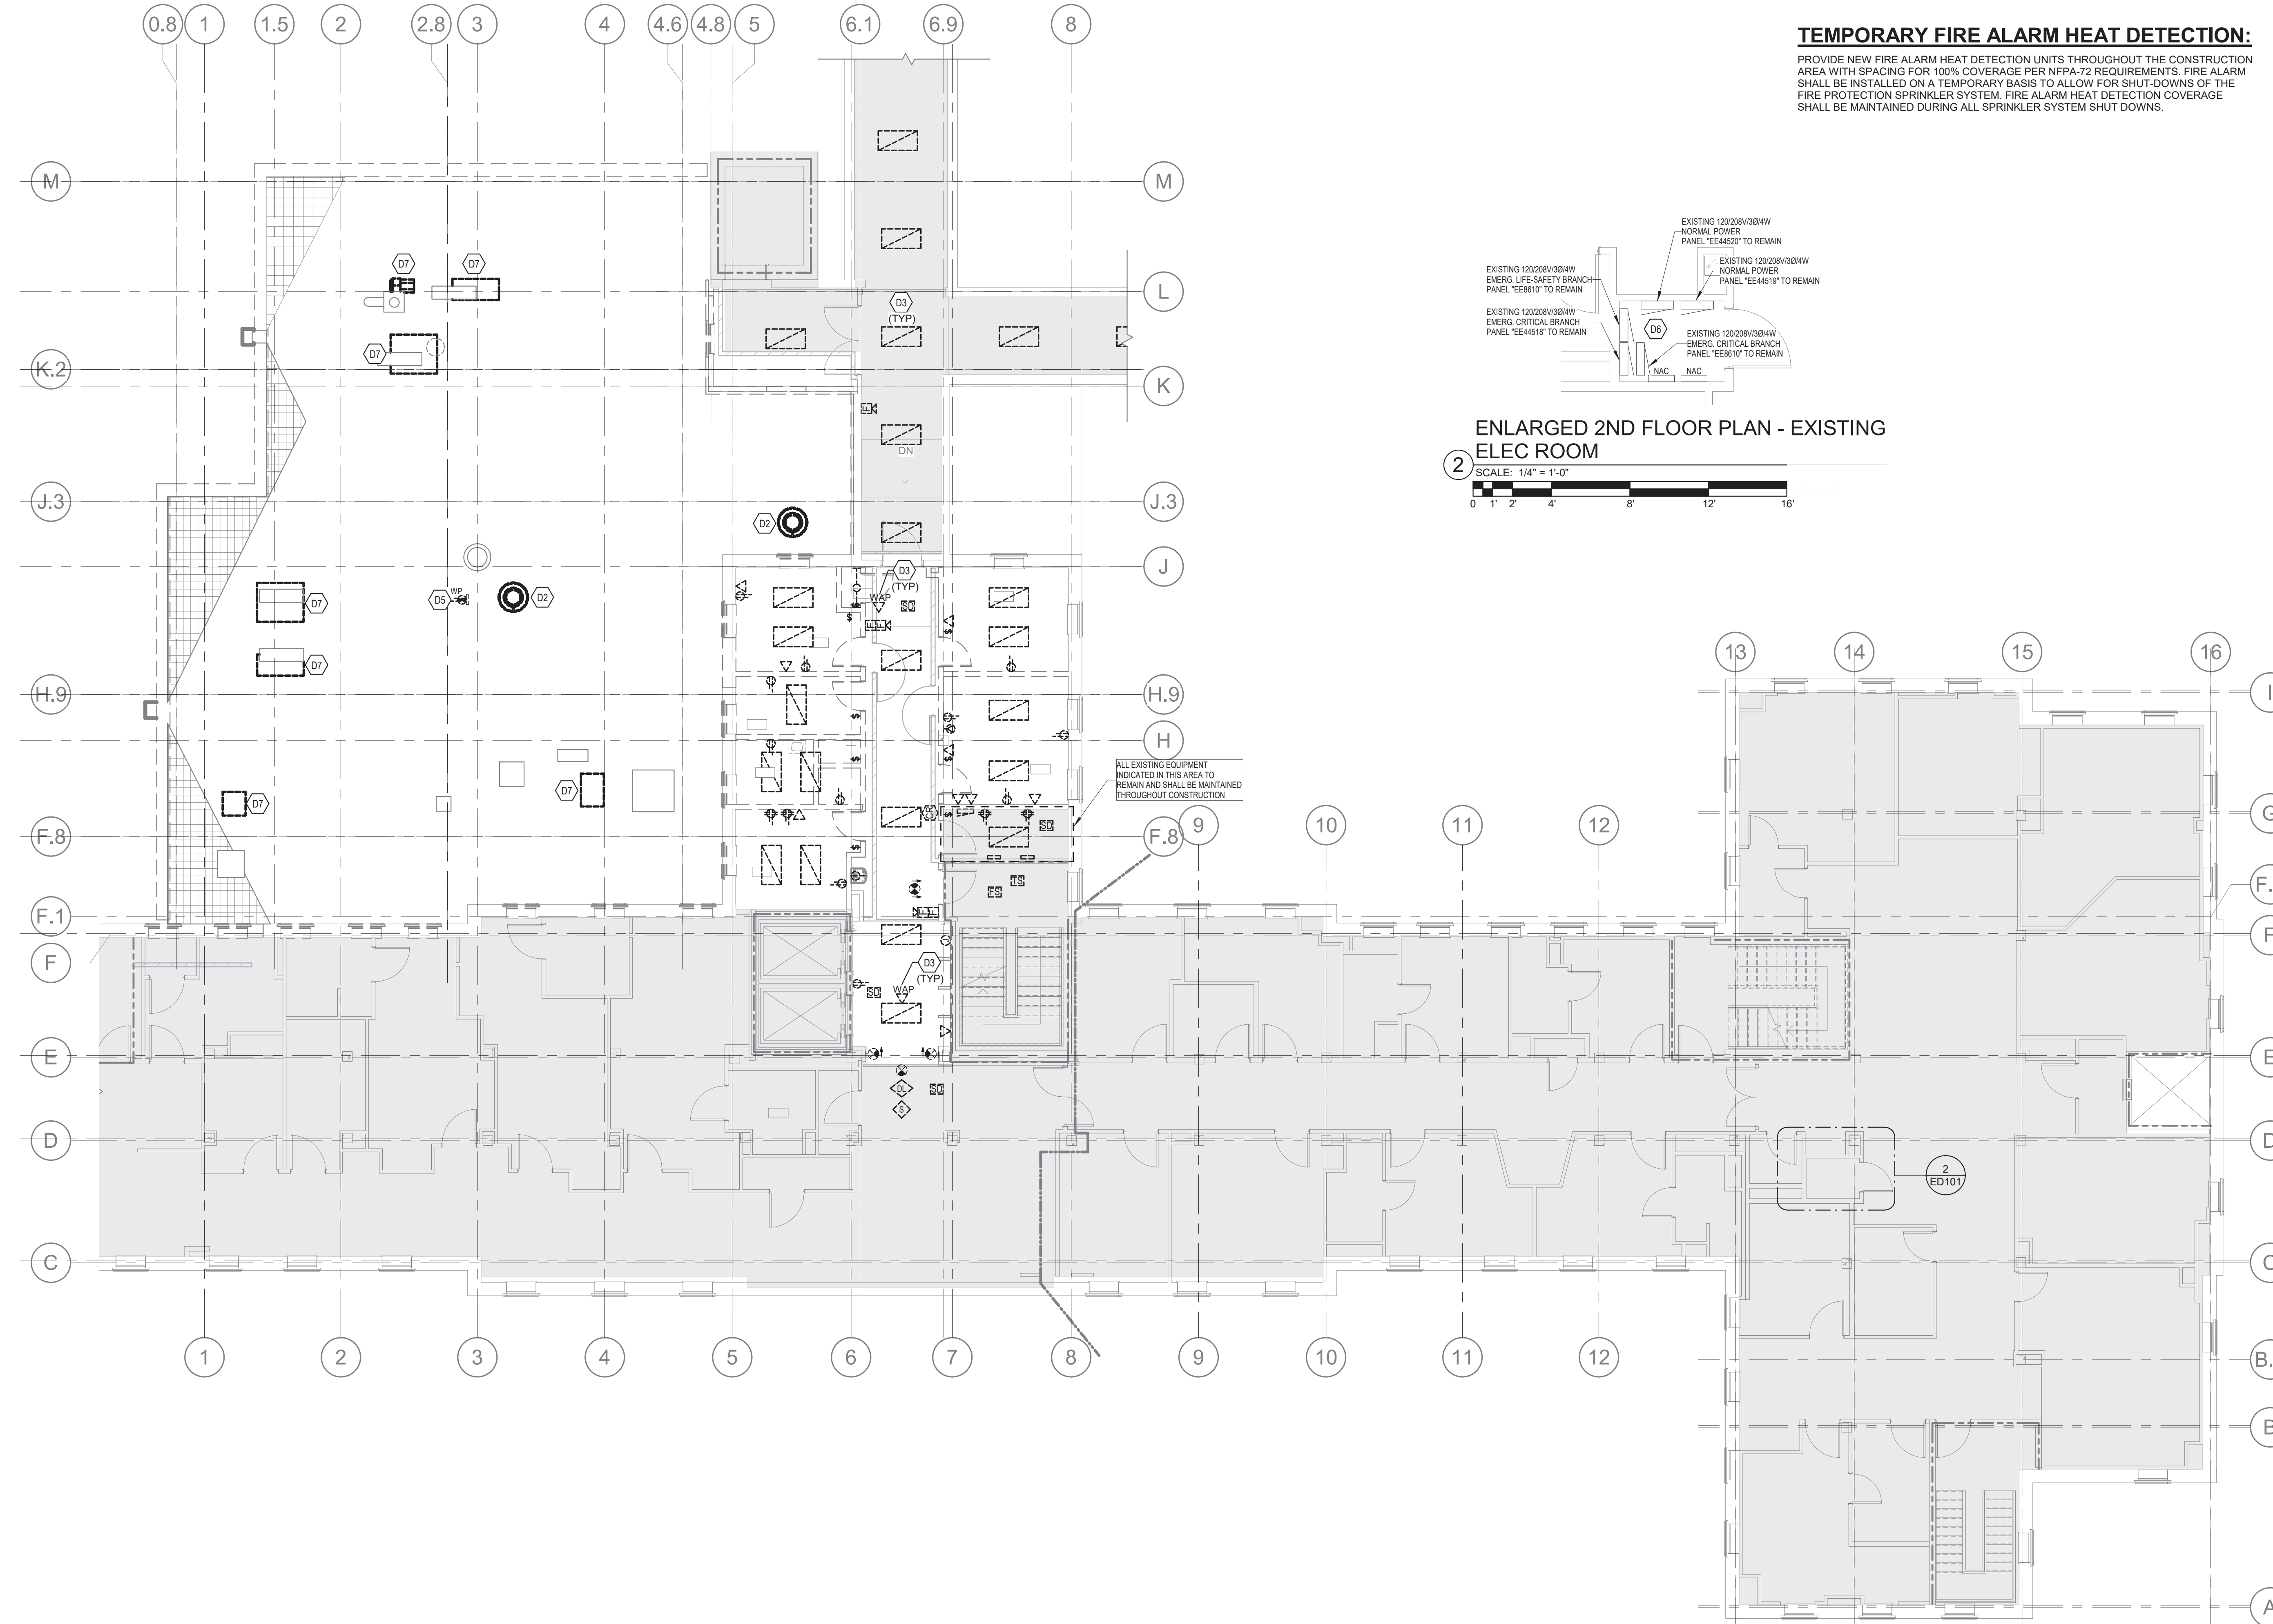 0.8 1 1.5 2 2.8 3 4 4.6 4.8 5 6.1 6.9 8
TEMPORARY FIRE ALARM HEAT DETECTION:
PROVIDE NEW FIRE ALARM HEAT DETECTION UNITS THROUGHOUT THE CONSTRUCTION
AREA WITH SPACING FOR 100% COVERAGE PER NFPA-72 REQUIREMENTS. FIRE ALARM
SHALL BE INSTALLED ON A TEMPORARY BASIS TO ALLOW FOR SHUT-DOWNS OF THE
FIRE PROTECTION SPRINKLER SYSTEM. FIRE ALARM HEAT DETECTION COVERAGE
SHALL BE MAINTAINED DURING ALL SPRINKLER SYSTEM SHUT DOWNS.
M M
EXISTING 120/208V/3Ø/4W
NORMAL POWER
PANEL "EE44520" TO REMAIN
EXISTING 120/208V/3Ø/4W
NORMAL POWER
PANEL "EE44519" TO REMAIN
EXISTING 120/208V/3Ø/4W
EMERG. LIFE-SAFETY BRANCH
PANEL "EE8610" TO REMAIN
EXISTING 120/208V/3Ø/4W
EMERG. CRITICAL BRANCH
PANEL "EE44518" TO REMAIN
D6
EXISTING 120/208V/3Ø/4W
EMERG. CRITICAL BRANCH
PANEL "EE8610" TO REMAIN
NAC NAC
ENLARGED 2ND FLOOR PLAN - EXISTING
ELEC ROOM
2
SCALE: 1/4" = 1'-0"
0 1' 2' 4' 8' 12' 16'
D7 D7
L
D3
(TYP)
D7
K.2 K
F
DN
J.3 J.3
D2
J
D3
(TYP)
WAP
SC
D7
D5
WP
D2
F F
D7
13 14 15 16
H.9 H.9
I
H
ALL EXISTING EQUIPMENT
INDICATED IN THIS AREA TO
REMAIN AND SHALL BE MAINTAINED
THROUGHOUT CONSTRUCTION
D7
D7
SC
G
F.8 F.8 9 10 11 12
FS TS
F.
F.1
F F
D3
(TYP)
WAP
SC
E E
DL
SC
S
D D
2
ED101
C C
1 2 3 4 5 6 7 8 9 10 11 12
B.
B
A